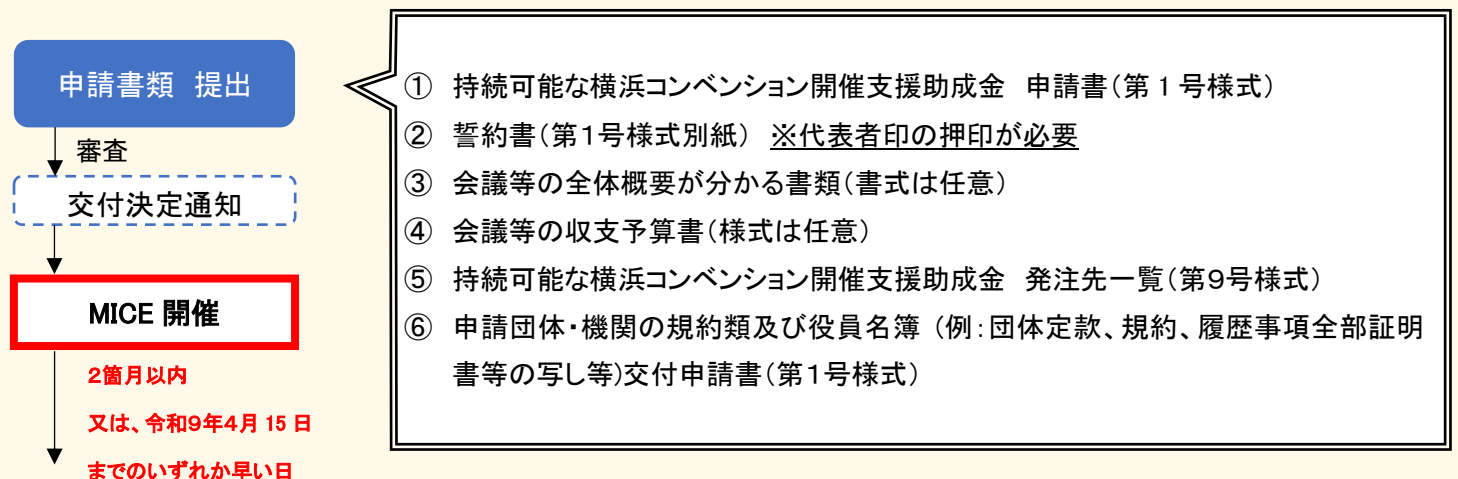 申請書類 提出
審査
交付決定通知
MICE 開催
2箇月以内
又は、令和9年4月 15 日
までのいずれか早い日
① 持続可能な横浜コンベンション開催支援助成金 申請書(第 1 号様式)
② 誓約書(第1号様式別紙) ※代表者印の押印が必要
③ 会議等の全体概要が分かる書類(書式は任意)
④ 会議等の収支予算書(様式は任意)
⑤ 持続可能な横浜コンベンション開催支援助成金 発注先一覧(第9号様式)
⑥ 申請団体・機関の規約類及び役員名簿 (例:団体定款、規約、履歴事項全部証明
書等の写し等)交付申請書(第1号様式)